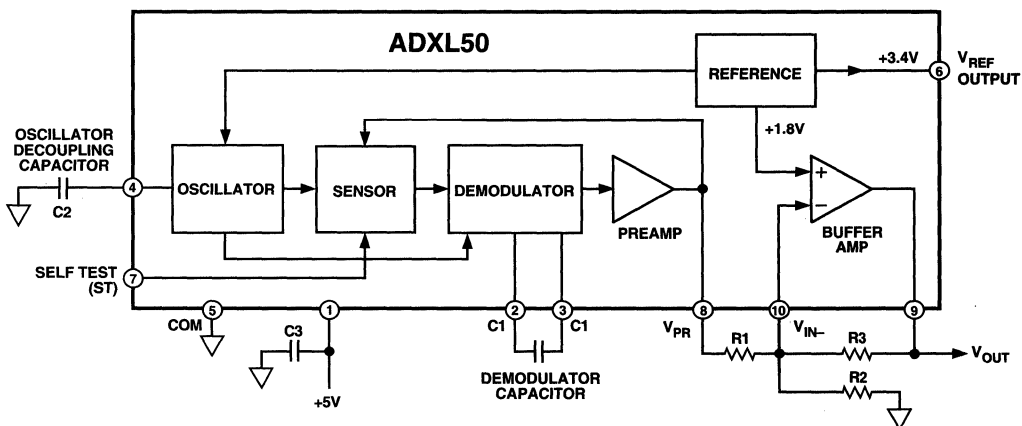 ADXL50
REFERENCE
+3.4V
6
VREF
OUTPUT
+1.8V
OSCILLATOR
DECOUPLING
CAPACITOR
4
C2
OSCILLATOR
SENSOR
DEMODULATOR
PREAMP
+
−
BUFFER
AMP
SELF TEST
(ST)
7
5
COM
1
C3
+5V
2
C1
3
C1
DEMODULATOR
CAPACITOR
8
VPR
10
VIN−
9
R1
R3
R2
VOUT